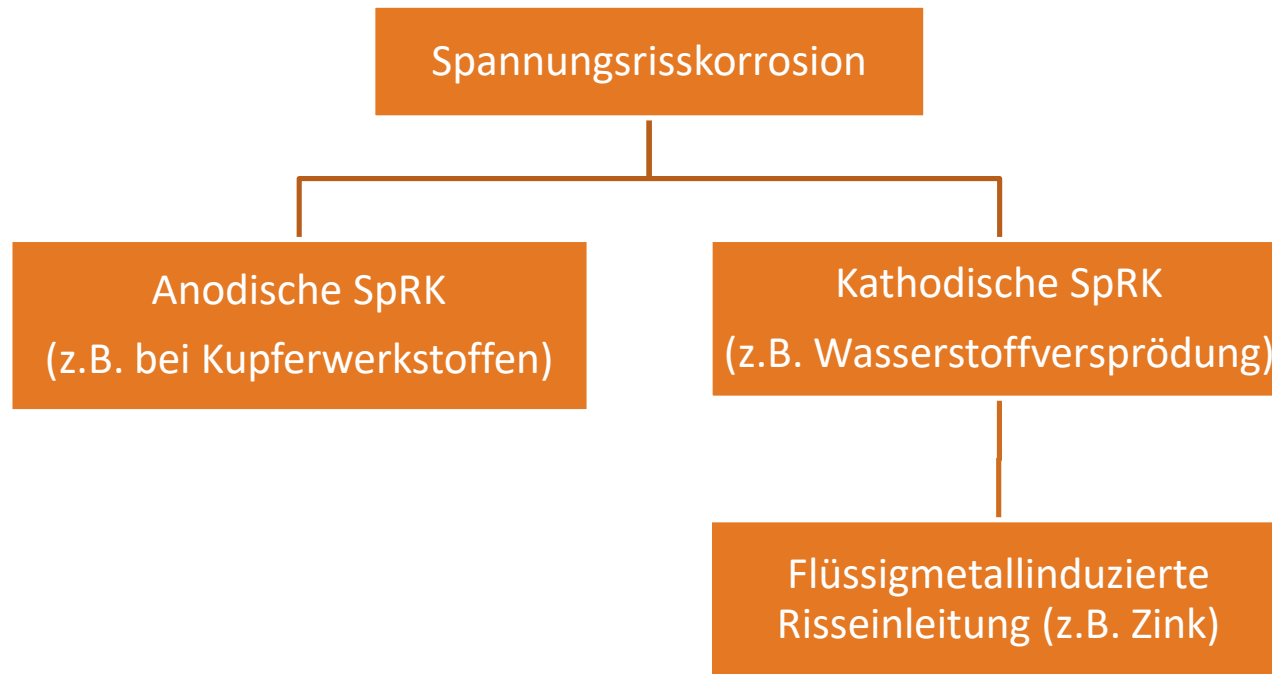 Spannungsrisskorrosion
Anodische SpRK
(z.B. bei Kupferwerkstoffen)
Kathodische SpRK
(z.B. Wasserstoffversprödung)
Flüssigmetallinduzierte
Risseinleitung (z.B. Zink)